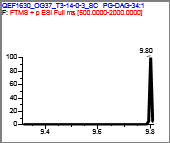 QEF1630_OG37_T3-14-0-3_SC PG-DAG-34:1
F: FTMS + p ESI Full ms [500.0000-2000.0000]
9.80
100
80
60
40
20
0
9.4 9.6 9.8